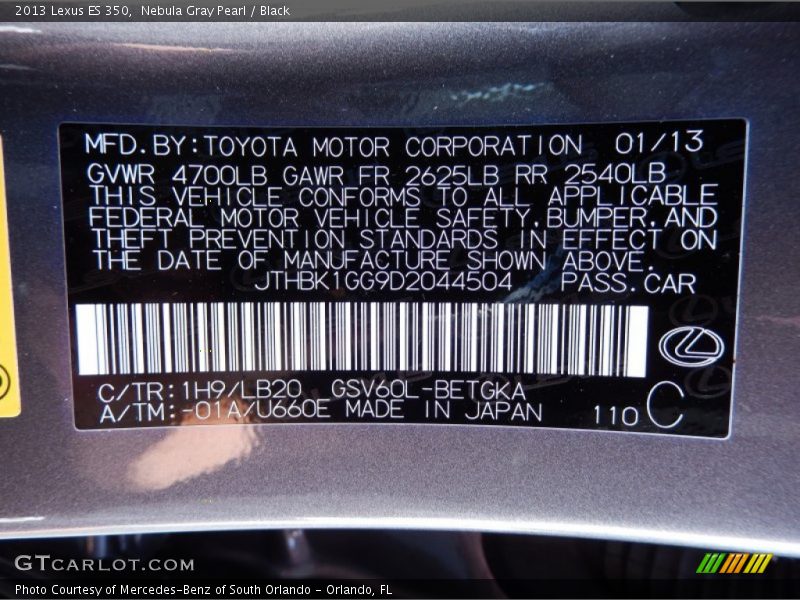 2013 Lexus ES 350,  Nebula Gray Pearl / Black
MFD.BY:TOYOTA MOTOR CORPORATION 01/13
GVWR 4700LB GAWR FR 2625LB RR 2540LB
THIS VEHICLE CONFORMS TO ALL APPLICABLE
FEDERAL MOTOR VEHICLE SAFETY,BUMPER,AND
THEFT PREVENTION STANDARDS IN EFFECT ON
THE DATE OF MANUFACTURE SHOWN ABOVE.
JTHBK1GG9D2044504 PASS.CAR
C/TR:1H9/LB20 GSV60L-BETGKA
A/TM:-01A/U660E MADE IN JAPAN 110 C
GTCARLOT.COM
Photo Courtesy of Mercedes-Benz of South Orlando - Orlando, FL